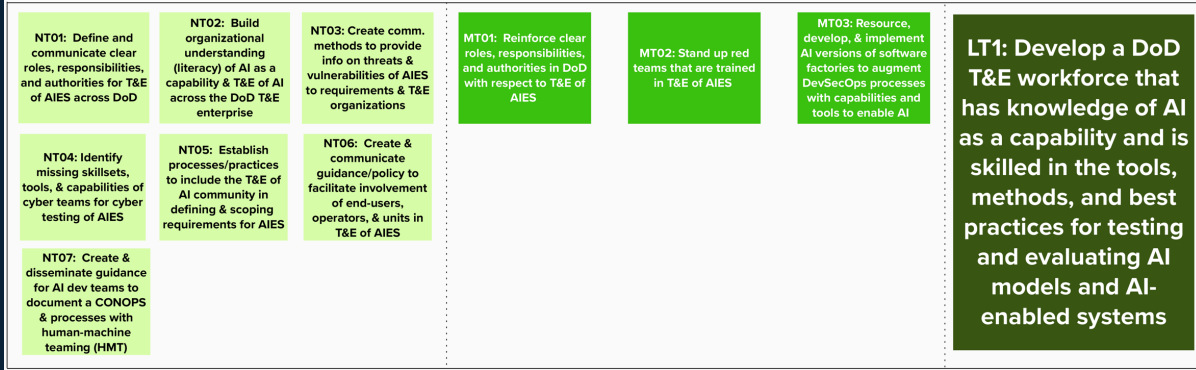 NT01: Define and
communicate clear
roles, responsibilities,
and authorities for T&E
of AIES across DoD
NT02: Build
organizational
understanding
(literacy) of AI as a
capability & T&E of AI
across the DoD T&E
enterprise
NT03: Create comm.
methods to provide
info on threats &
vulnerabilities of AIES
to requirements & T&E
organizations
MT01: Reinforce clear
roles, responsibilities,
and authorities in DoD
with respect to T&E of
AIES
MT02: Stand up red
teams that are trained
in T&E of AIES
MT03: Resource,
develop, & implement
AI versions of software
factories to augment
DevSecOps processes
with capabilities and
tools to enable AI
LT1: Develop a DoD
T&E workforce that
has knowledge of AI
as a capability and is
skilled in the tools,
methods, and best
practices for testing
and evaluating AI
models and AI-
enabled systems
NT04: Identify
missing skillsets,
tools, & capabilities of
cyber teams for cyber
testing of AIES
NT05: Establish
processes/practices
to include the T&E of
AI community in
defining & scoping
requirements for AIES
NT06: Create &
communicate
guidance/policy to
facilitate involvement
of end-users,
operators, & units in
T&E of AIES
NT07: Create &
disseminate guidance
for AI dev teams to
document a CONOPS
& processes with
human-machine
teaming (HMT)